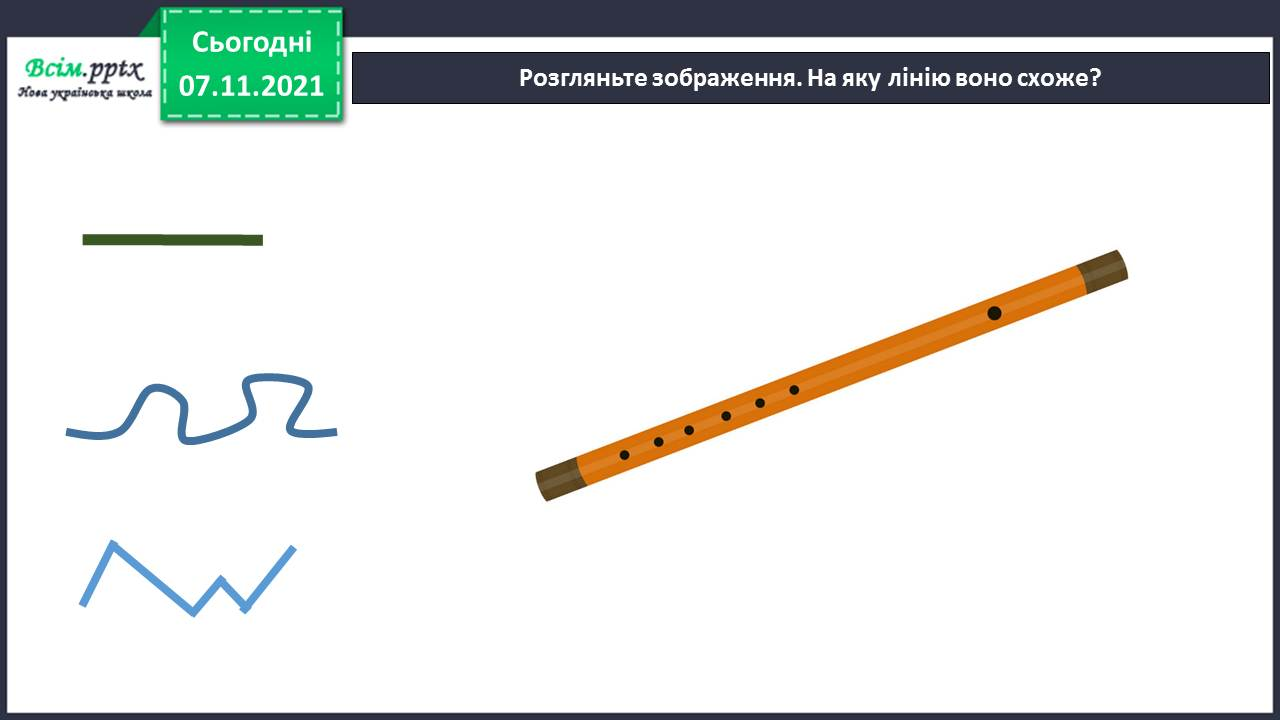 Сьогодні
07.11.2021
Всім.pptx
Нова українська школа
Розгляньте зображення. На яку лінію воно схоже?